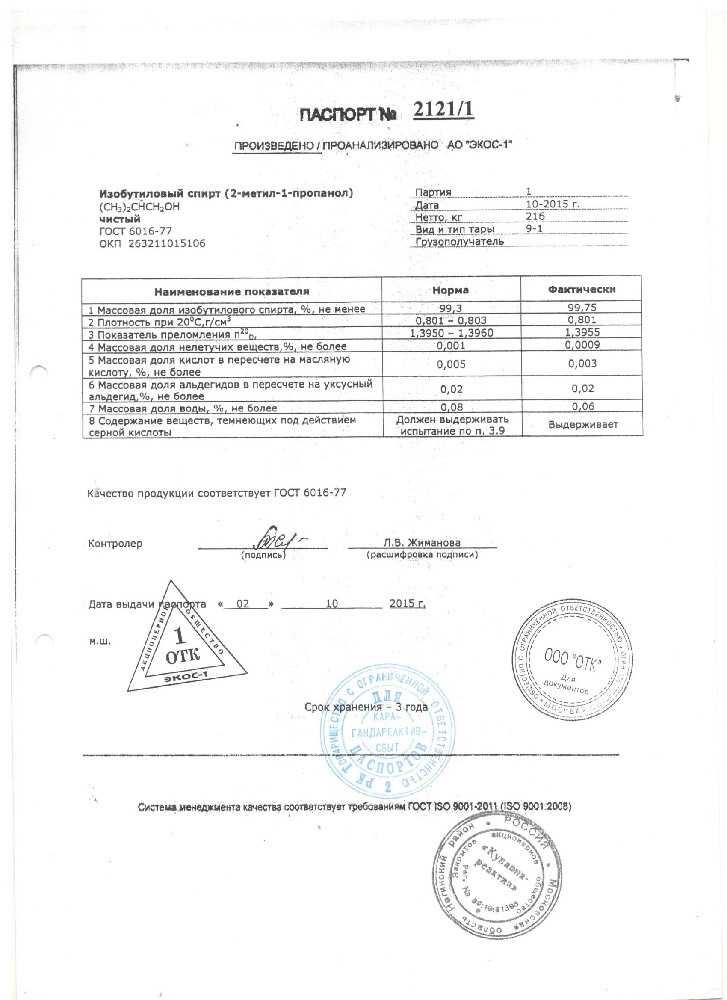 ПАСПОРТ № 2121/1
ПРОИЗВЕДЕНО / ПРОАНАЛИЗИРОВАНО АО "ЭКОС-1"
Изобутиловый спирт (2-метил-1-пропанол)
(CH₃)₂CHCH₂OH
чистый
ГОСТ 6016-77
ОКП 263211015106
Партия 1
Дата 10-2015 г.
Нетто, кг 216
Вид и тип тары 9-1
Грузополучатель
Наименование показателя Норма Фактически
1 Массовая доля изобутилового спирта, %, не менее 99,3 99,75
2 Плотность при 20⁰С,г/см³ 0,801 – 0,803 0,801
3 Показатель преломления n²⁰D, 1,3950 – 1,3960 1,3955
4 Массовая доля нелетучих веществ,%, не более 0,001 0,0009
5 Массовая доля кислот в пересчете на масляную
кислоту, %, не более 0,005 0,003
6 Массовая доля альдегидов в пересчете на уксусный
альдегид,%, не более 0,02 0,02
7 Массовая доля воды, %, не более 0,08 0,06
8 Содержание веществ, темнеющих под действием
серной кислоты
Должен выдерживать
испытание по п. 3.9
Выдерживает
Качество продукции соответствует ГОСТ 6016-77
Контролер Л.В. Жиманова
(подпись) (расшифровка подписи)
Дата выдачи паспорта « 02 » 10 2015 г.
м.ш.
АКЦИОНЕРНОЕ ОБЩЕСТВО
1
ОТК
ЭКОС-1
ОБЩЕСТВО С ОГРАНИЧЕННОЙ ОТВЕТСТВЕННОСТЬЮ * ОГРН
* МОСКВА *
ООО "ОТК"
Для
документов
Срок хранения – 3 года
РК ТОВАРИЩЕСТВО С ОГРАНИЧЕННОЙ ОТВЕТСТВЕННОСТЬЮ 2
ДЛЯ
КАРА-
ГАНДАРЕАКТИВ-
СБЫТ
ПАСПОРТОВ
Система менеджмента качества соответствует требованиям ГОСТ ISO 9001-2011 (ISO 9001:2008)
РОССИЯ • Московская область Ногинский район •
Закрытое акционерное общество
«Купавна-
реактив»
Рег. №